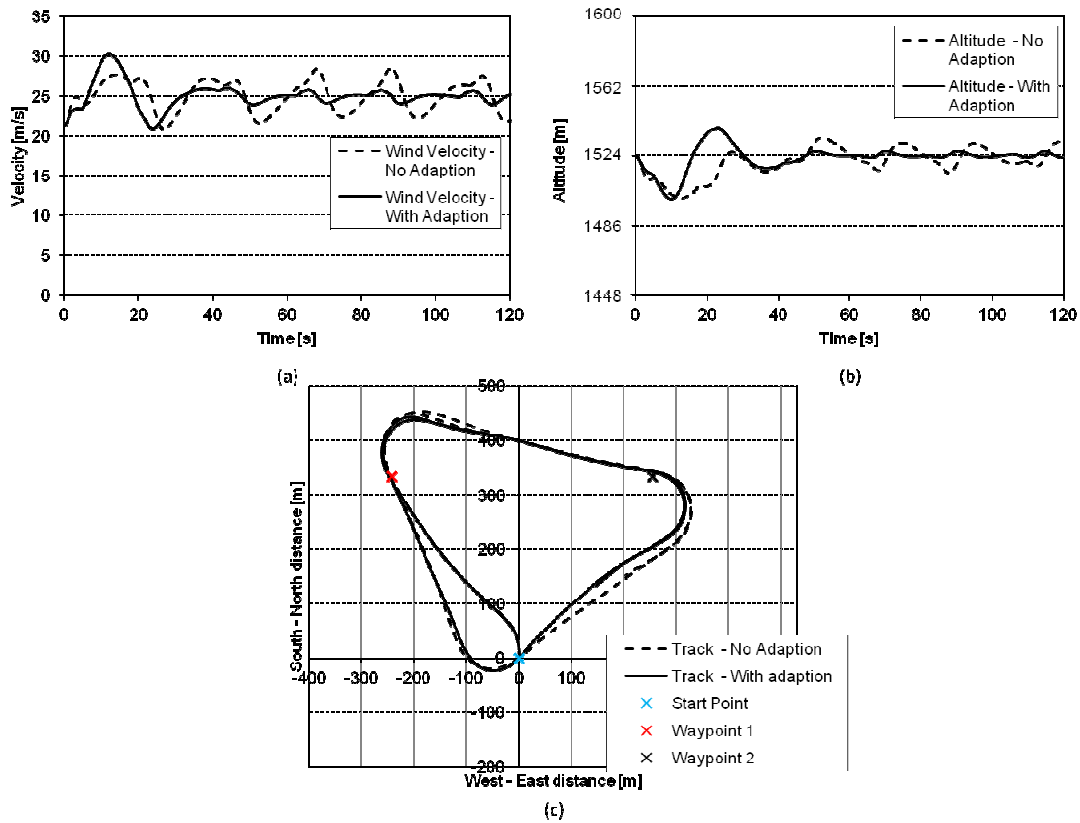 35
30
25
20
15
10
5
0
Velocity [m/s]
Wind Velocity -
No Adaption
Wind Velocity -
With Adaption
0 20 40 60 80 100 120
Time [s]
(a)
1600
1562
1524
1486
1448
Altitude [m]
Altitude - No
Adaption
Altitude - With
Adaption
0 20 40 60 80 100 120
Time [s]
(b)
500
400
300
200
100
0
-100
-200
South - North distance [m]
-400 -300 -200 -100 0 100
West - East distance [m]
Track - No Adaption
Track - With adaption
Start Point
Waypoint 1
Waypoint 2
(c)